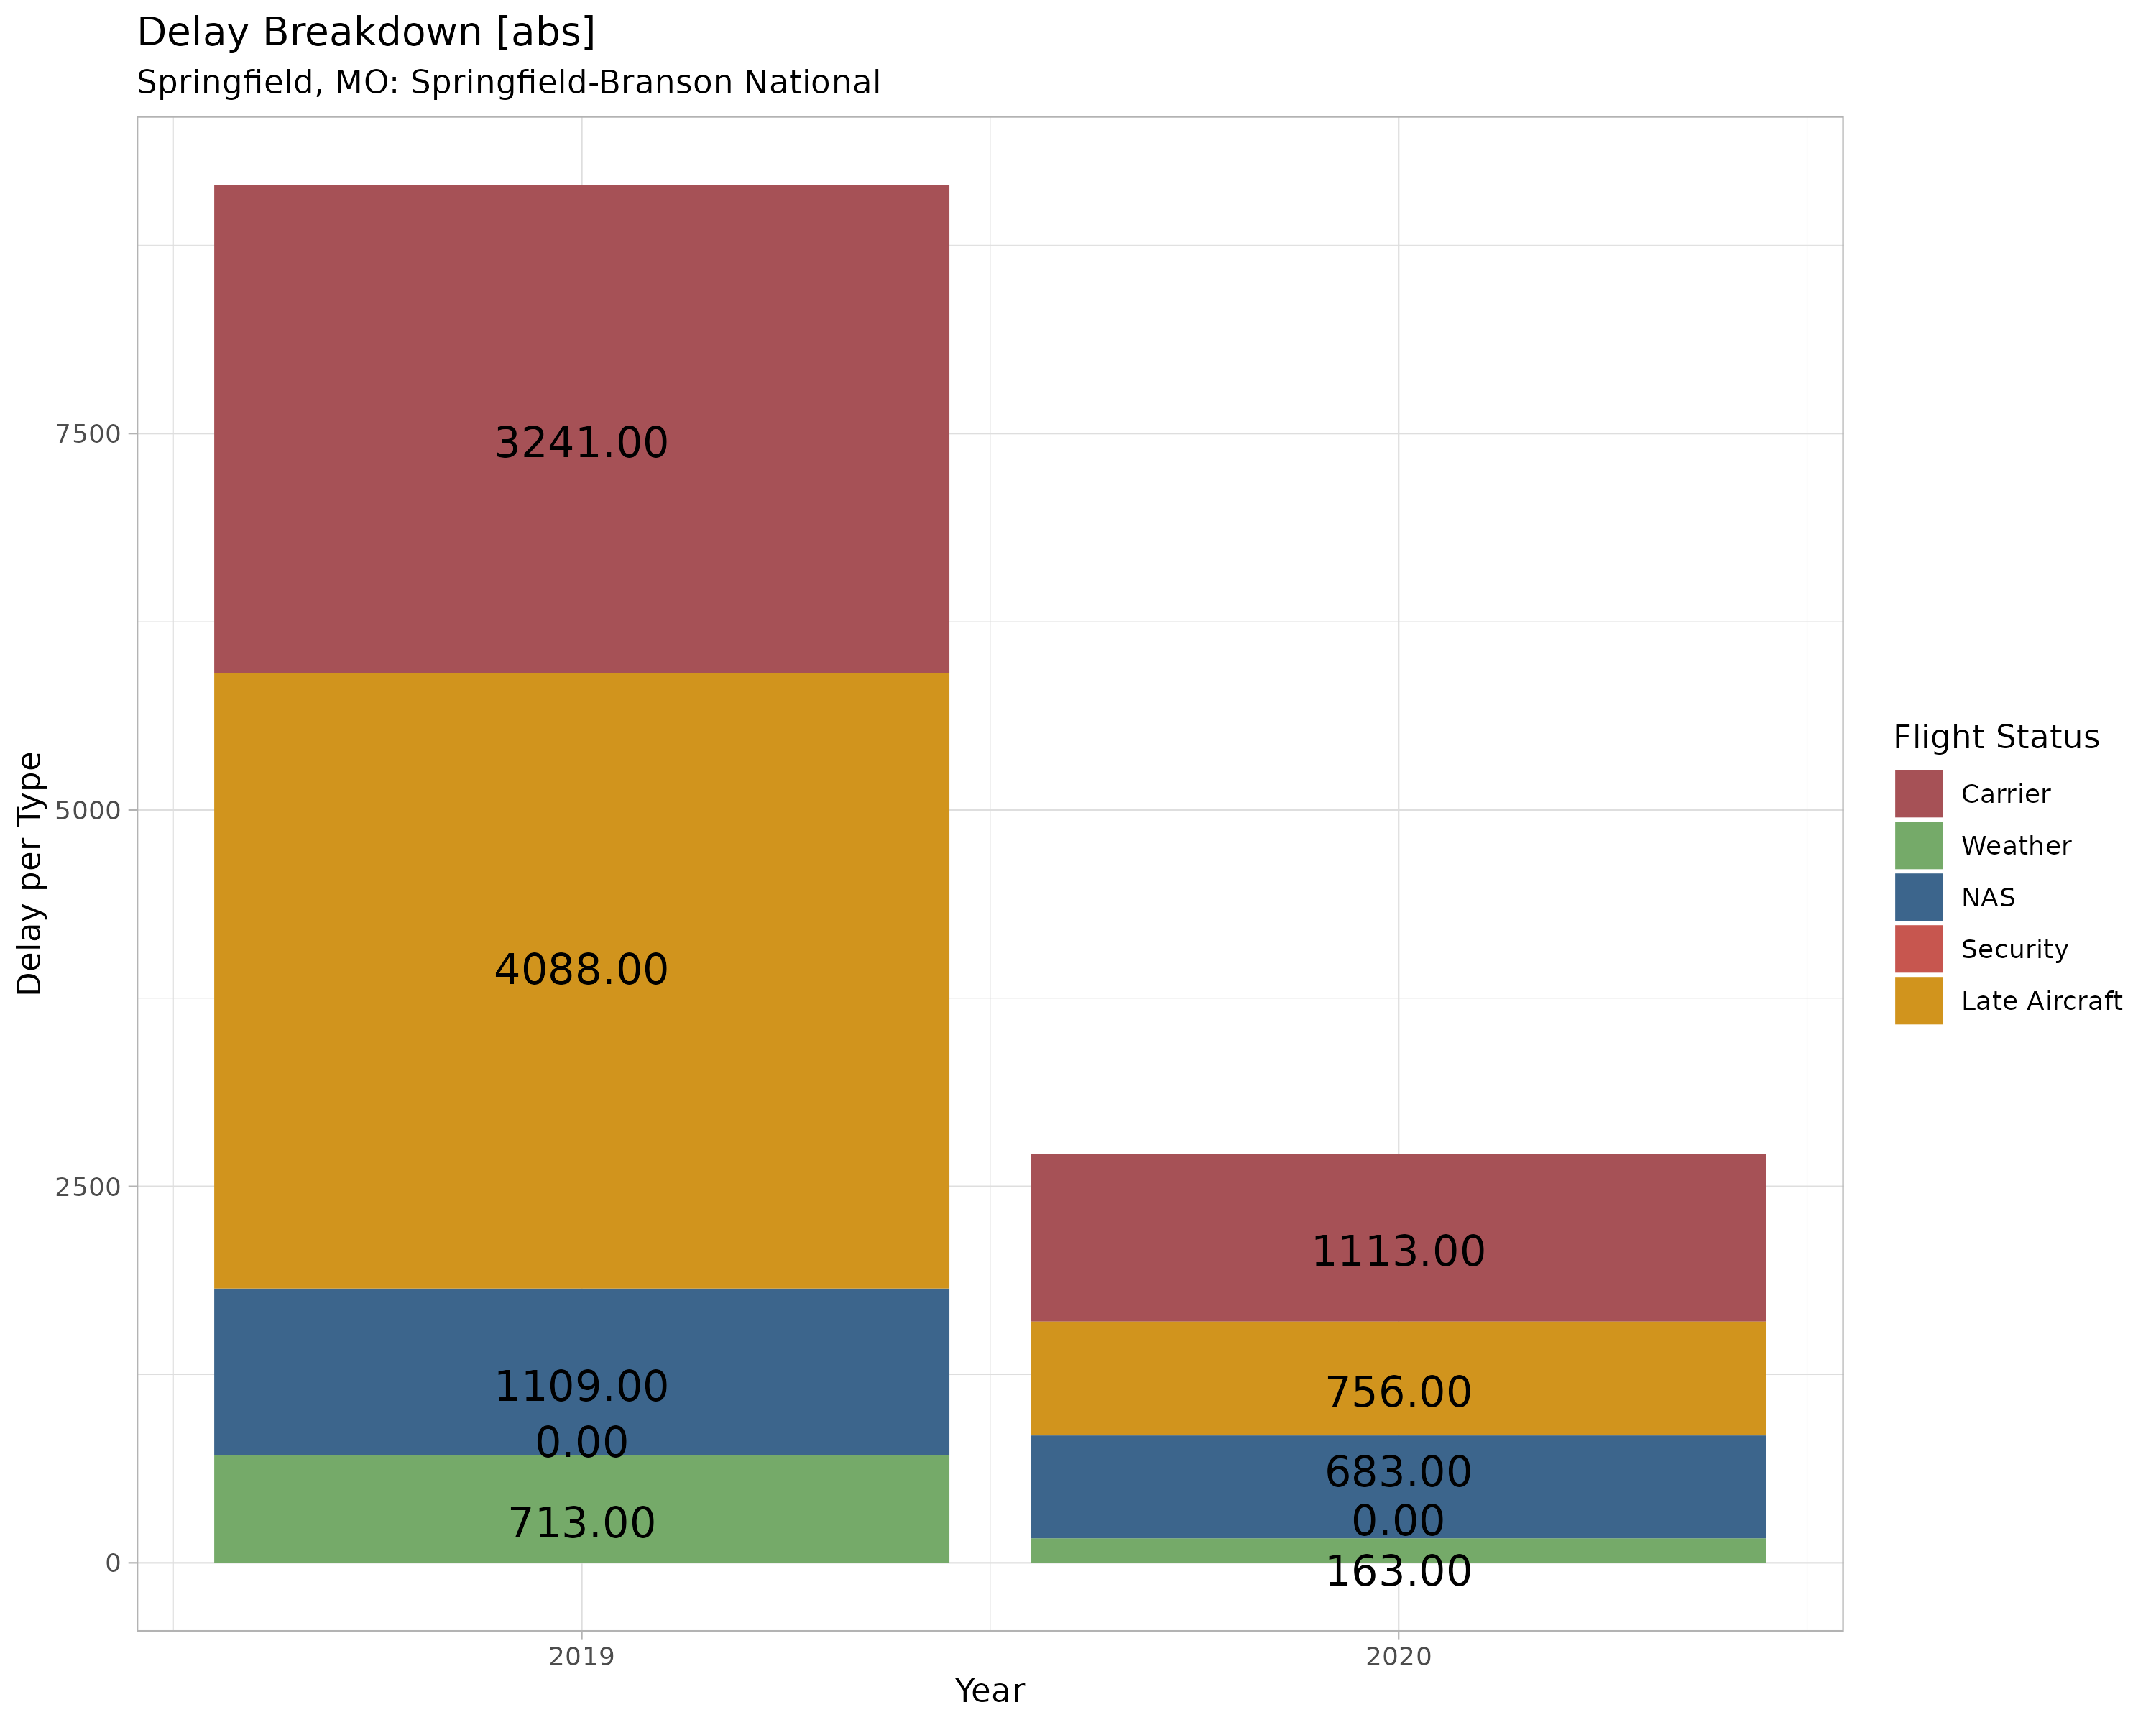 Delay Breakdown [abs]
Springfield, MO: Springfield-Branson National
Delay per Type
7500
5000
2500
0
3241.00
4088.00
1109.00
0.00
713.00
1113.00
756.00
683.00
0.00
163.00
2019
2020
Year
Flight Status
Carrier
Weather
NAS
Security
Late Aircraft